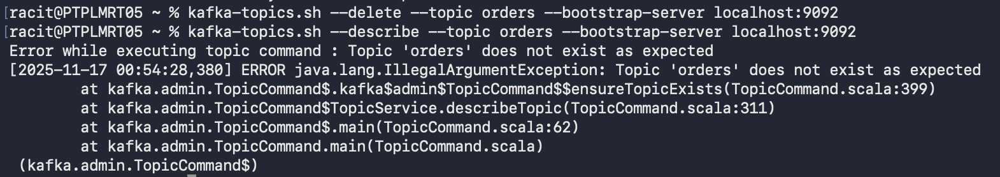 [racit@PTPLMRT05 ~ % kafka-topics.sh --delete --topic orders --bootstrap-server localhost:9092
[racit@PTPLMRT05 ~ % kafka-topics.sh --describe --topic orders --bootstrap-server localhost:9092
Error while executing topic command : Topic 'orders' does not exist as expected
[2025-11-17 00:54:28,380] ERROR java.lang.IllegalArgumentException: Topic 'orders' does not exist as expected
        at kafka.admin.TopicCommand$.kafka$admin$TopicCommand$$ensureTopicExists(TopicCommand.scala:399)
        at kafka.admin.TopicCommand$TopicService.describeTopic(TopicCommand.scala:311)
        at kafka.admin.TopicCommand$.main(TopicCommand.scala:62)
        at kafka.admin.TopicCommand.main(TopicCommand.scala)
 (kafka.admin.TopicCommand$)